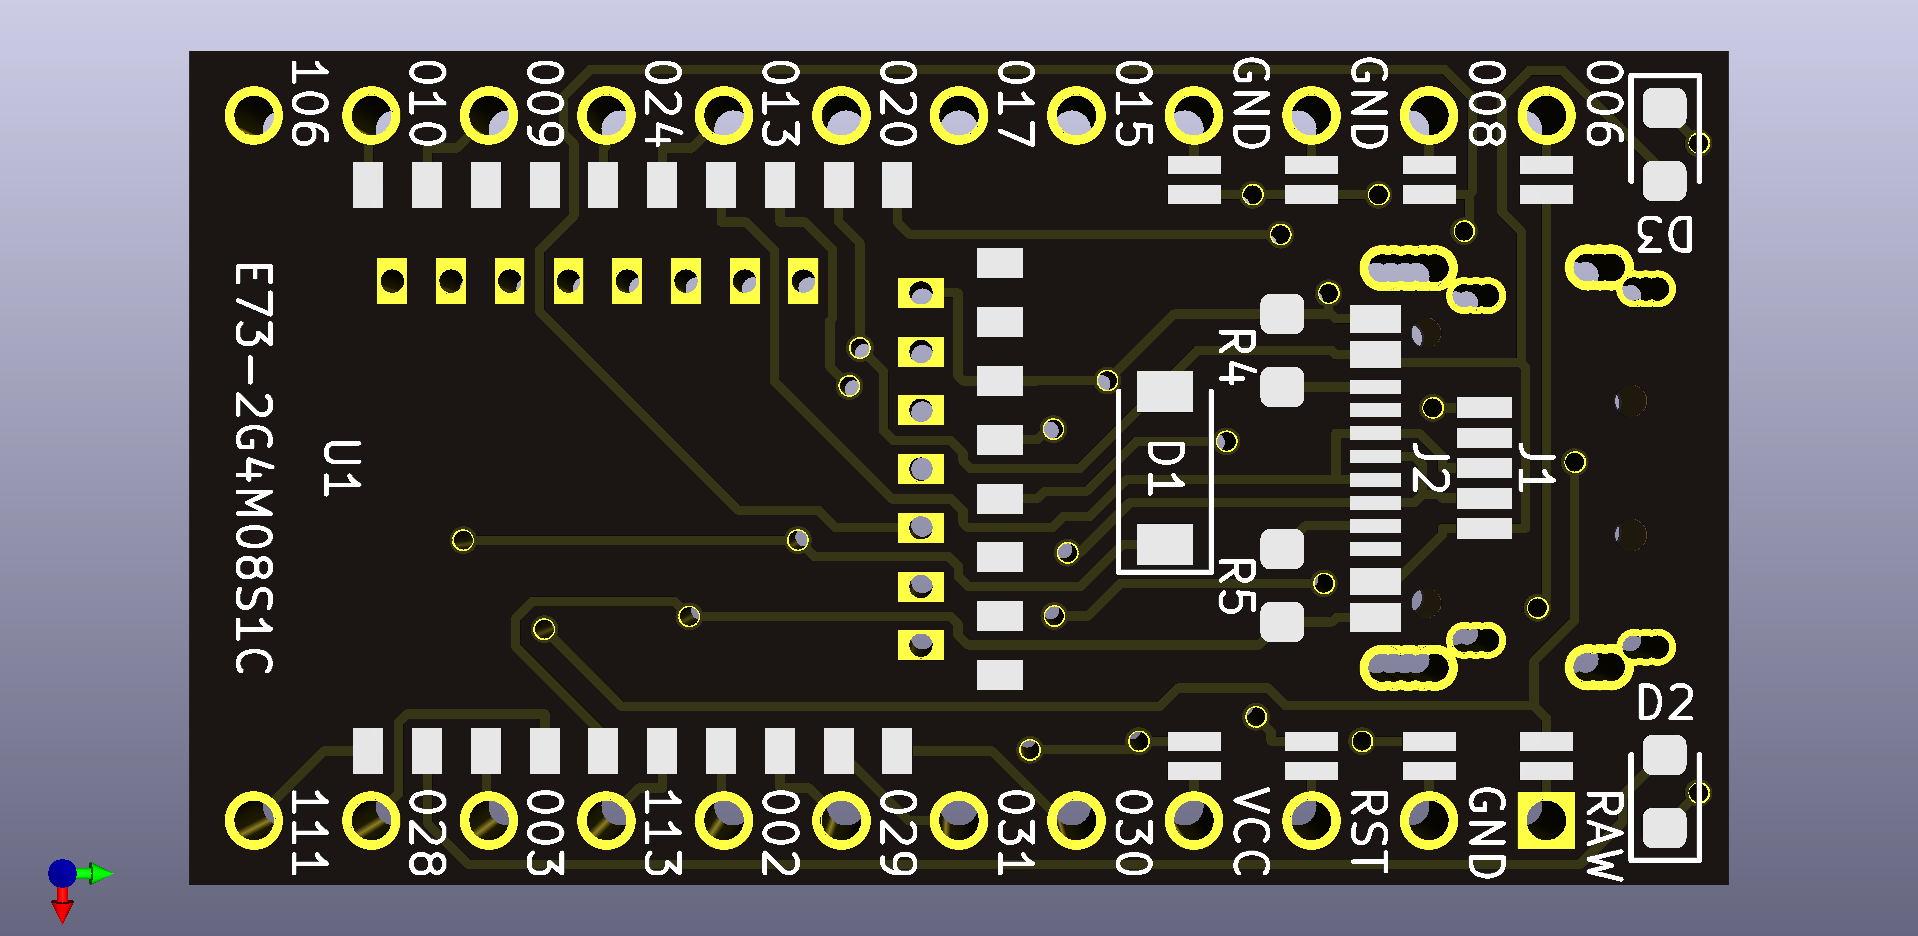 106
010
009
024
013
020
017
015
GND
GND
008
006
D3
E73-2G4M08S1C
U1
R4
D1
J2
J1
R5
D2
111
028
003
113
002
029
031
030
VCC
RST
GND
RAW